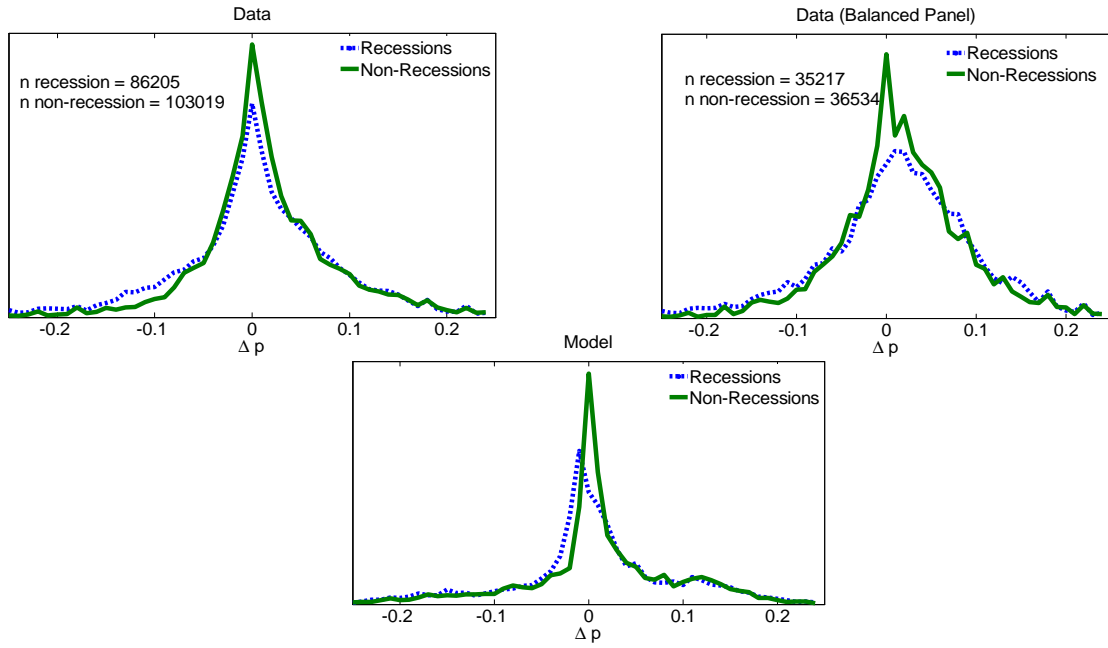 Data
Recessions
Non-Recessions
n recession = 86205
n non-recession = 103019
-0.2 -0.1 0 0.1 0.2
Δ p
Data (Balanced Panel)
Recessions
Non-Recessions
n recession = 35217
n non-recession = 36534
-0.2 -0.1 0 0.1 0.2
Δ p
Model
Recessions
Non-Recessions
-0.2 -0.1 0 0.1 0.2
Δ p